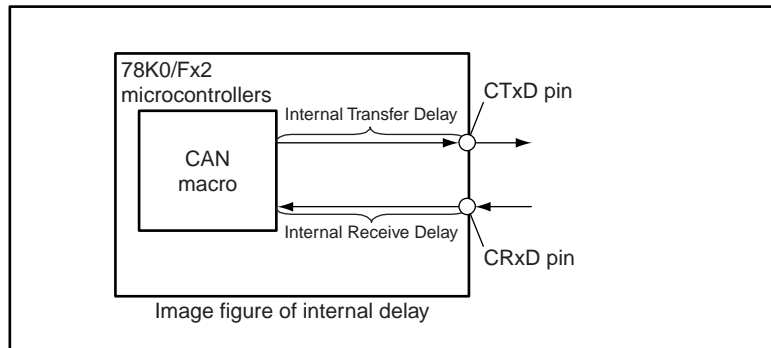 78K0/Fx2
microcontrollers
CTxD pin
Internal Transfer Delay
CAN
macro
Internal Receive Delay
CRxD pin
Image figure of internal delay